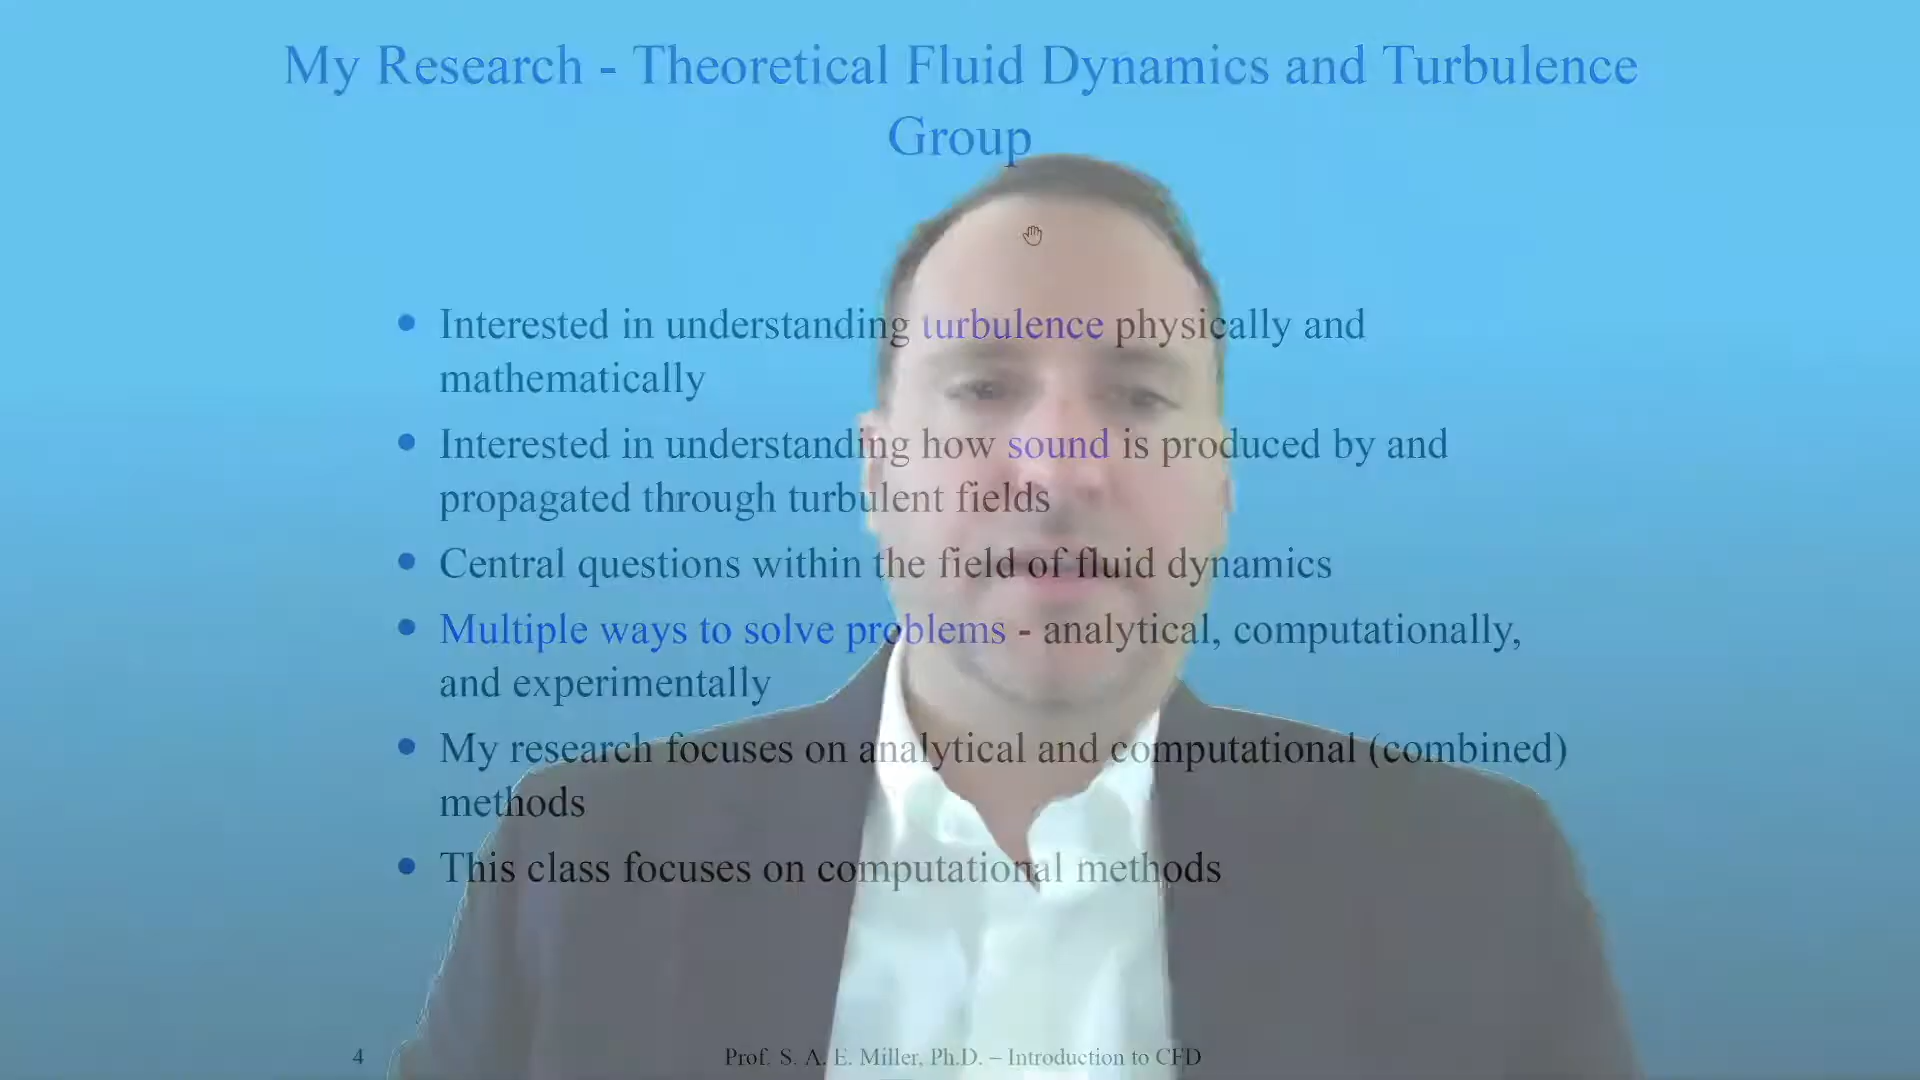 My Research - Theoretical Fluid Dynamics and Turbulence
Group
• Interested in understanding turbulence physically and
mathematically
• Interested in understanding how sound is produced by and
propagated through turbulent fields
• Central questions within the field of fluid dynamics
• Multiple ways to solve problems - analytical, computationally,
and experimentally
• My research focuses on analytical and computational (combined)
methods
• This class focuses on computational methods
4
Prof. S. A. E. Miller, Ph.D. – Introduction to CFD